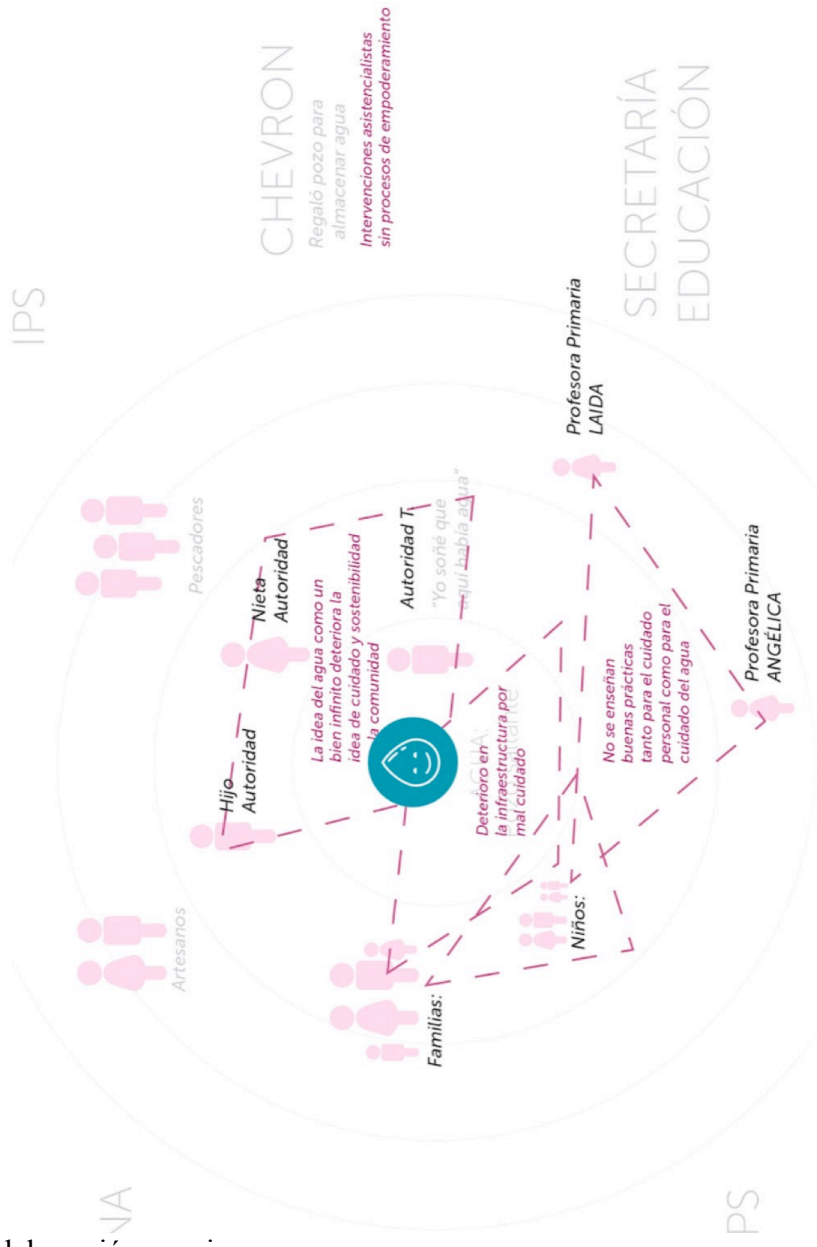 IPS
CHEVRON
Regaló pozo para
almacenar agua
Intervenciones asistencialistas
sin procesos de empoderamiento
SECRETARÍA
EDUCACIÓN
Pescadores
Artesanos
Nieta
Autoridad
Hijo
Autoridad
La idea del agua como un
bien infinito deteriora la
idea de cuidado y sostenibilidad
la comunidad
Autoridad T.
"Yo soñé que
aquí había agua"
AGUA:
Deterioro en
la infraestructura por
mal cuidado
Familias:
Niños:
No se enseñan
buenas prácticas
tanto para el cuidado
personal como para el
cuidado del agua
Profesora Primaria
LAIDA
Profesora Primaria
ANGÉLICA
NA
PS